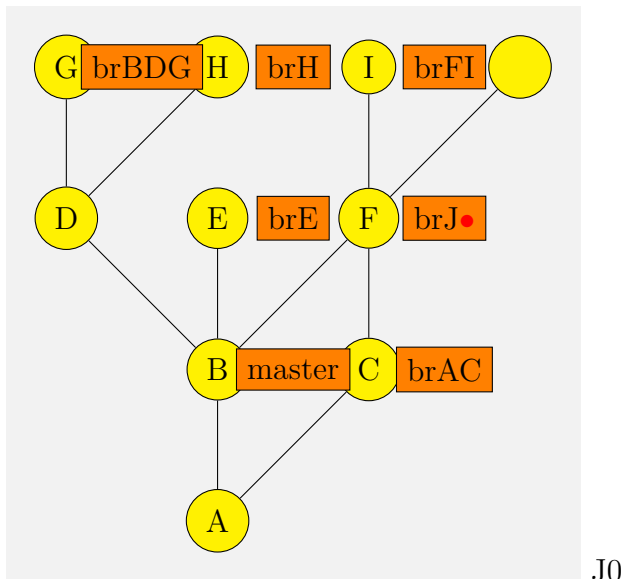 G brBDG H brH I brFI
D E brE F brJ
B master C brAC
A
J0